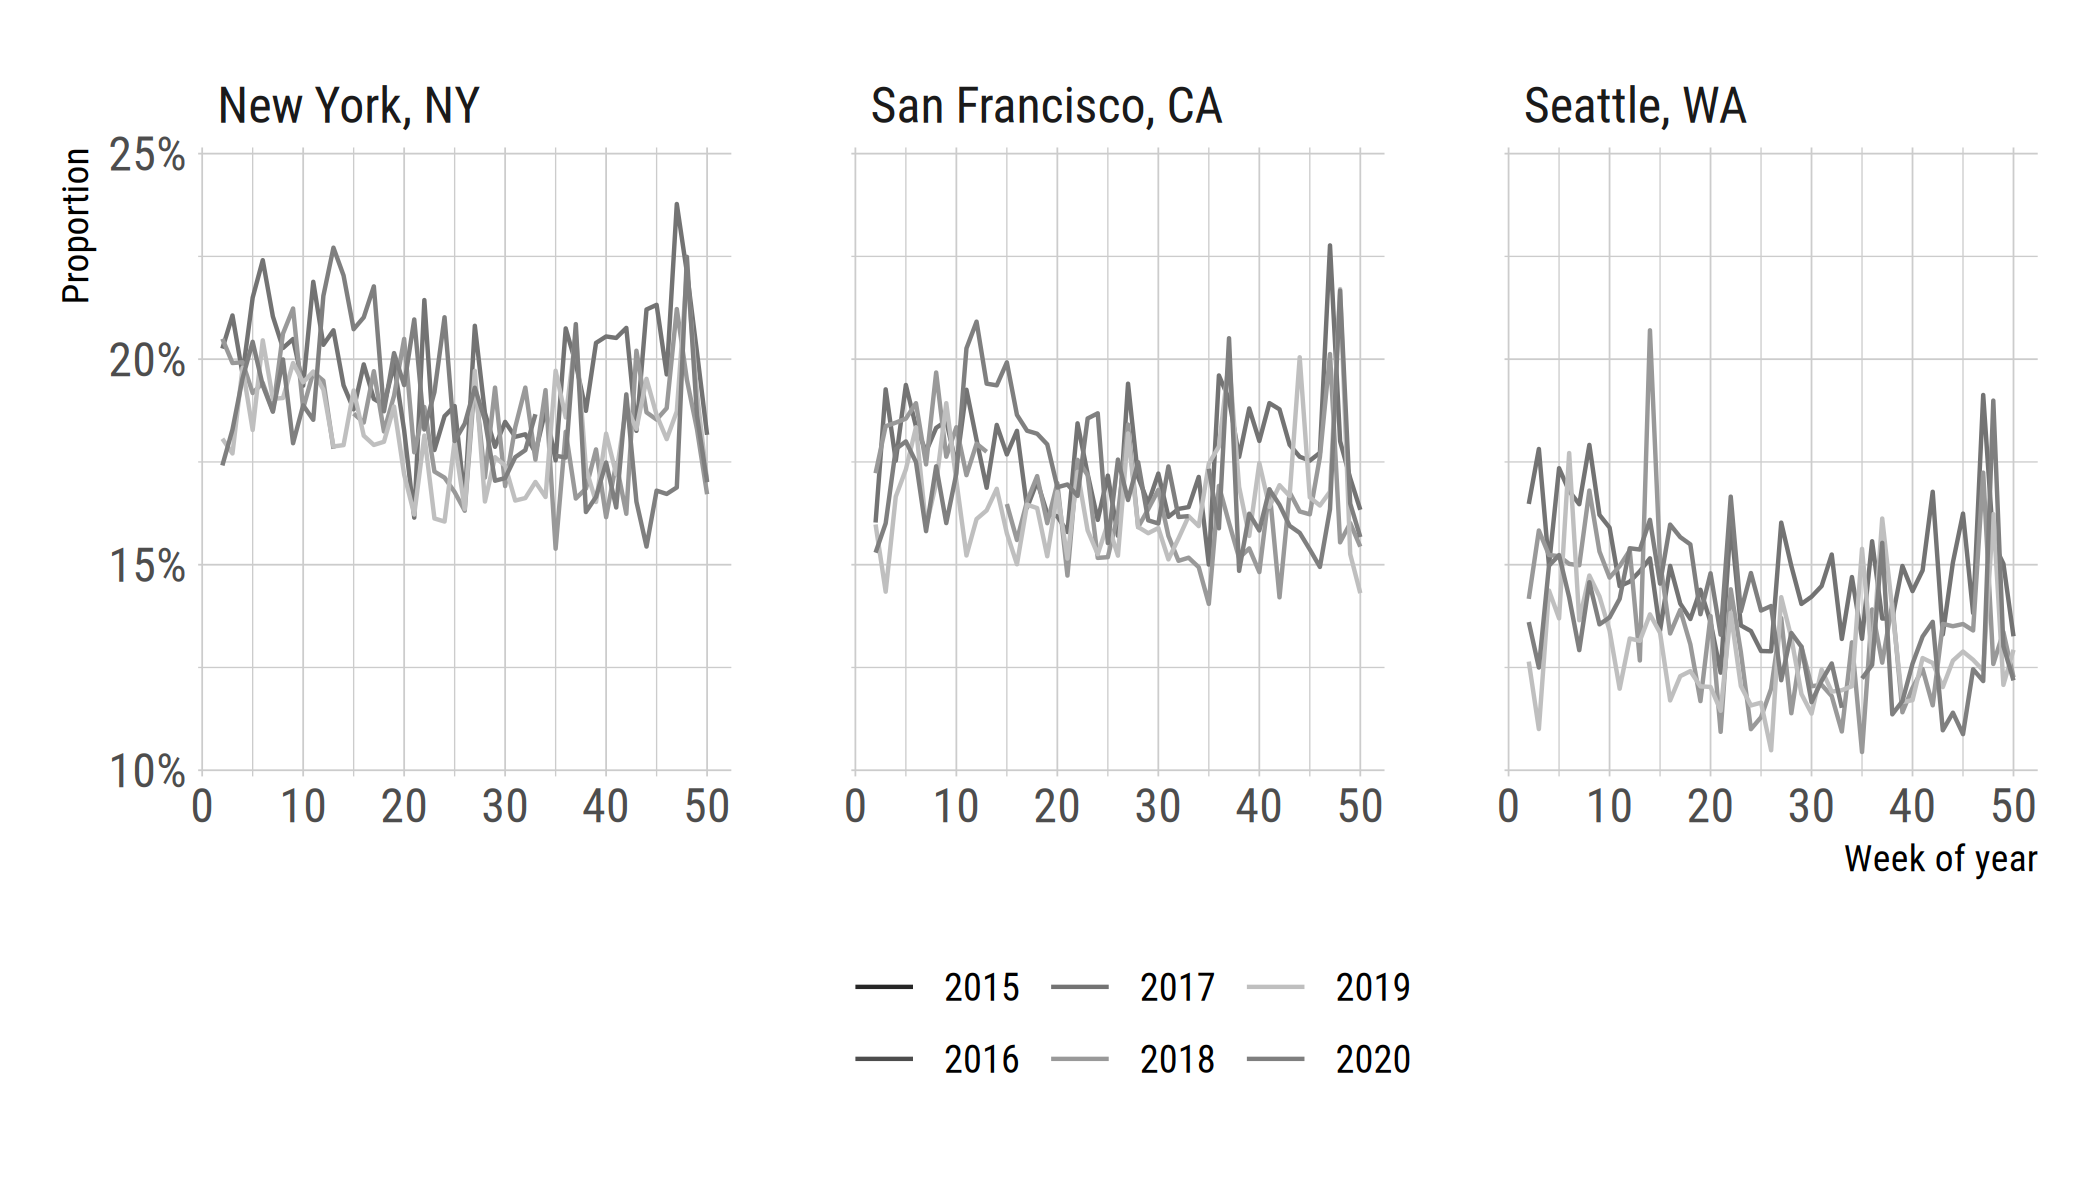 New York, NY
San Francisco, CA
Seattle, WA
Proportion
25%
20%
15%
10%
0 10 20 30 40 50
0 10 20 30 40 50
0 10 20 30 40 50
Week of year
2015 2017 2019
2016 2018 2020